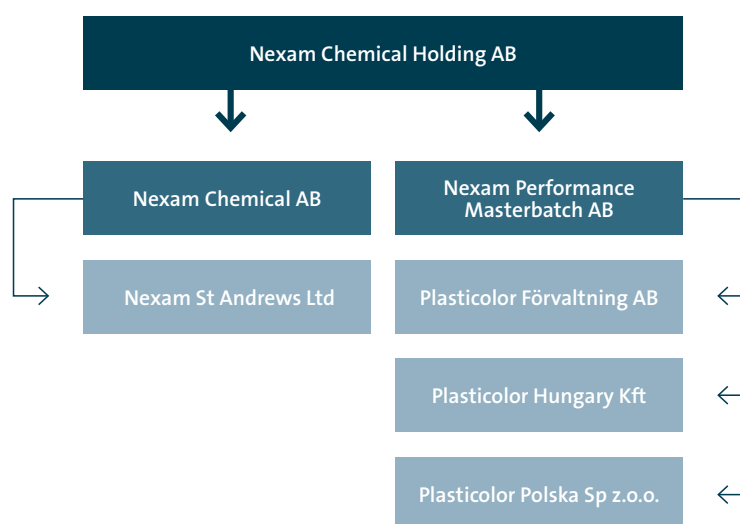 Nexam Chemical Holding AB
Nexam Chemical AB
Nexam Performance
Masterbatch AB
Nexam St Andrews Ltd
Plasticolor Förvaltning AB
Plasticolor Hungary Kft
Plasticolor Polska Sp z.o.o.